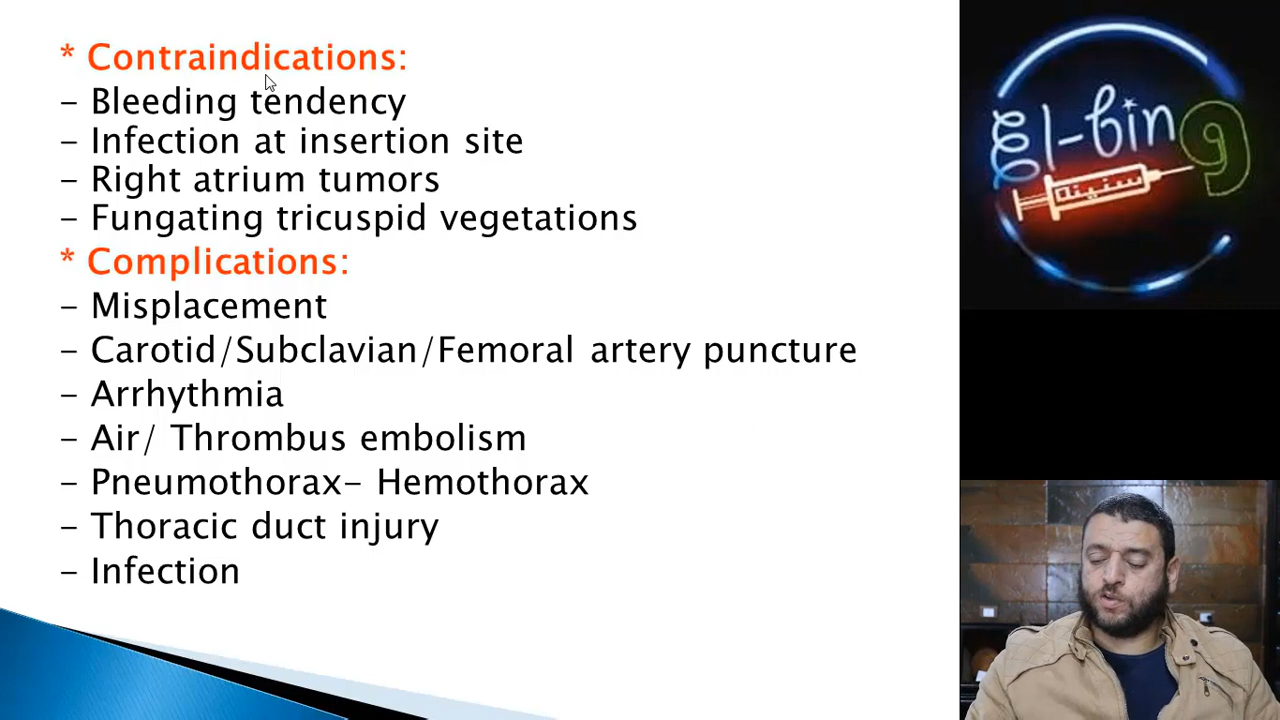 * Contraindications:
- Bleeding tendency
- Infection at insertion site
- Right atrium tumors
- Fungating tricuspid vegetations
* Complications:
- Misplacement
- Carotid/Subclavian/Femoral artery puncture
- Arrhythmia
- Air/ Thrombus embolism
- Pneumothorax- Hemothorax
- Thoracic duct injury
- Infection
El-bing
سنينة